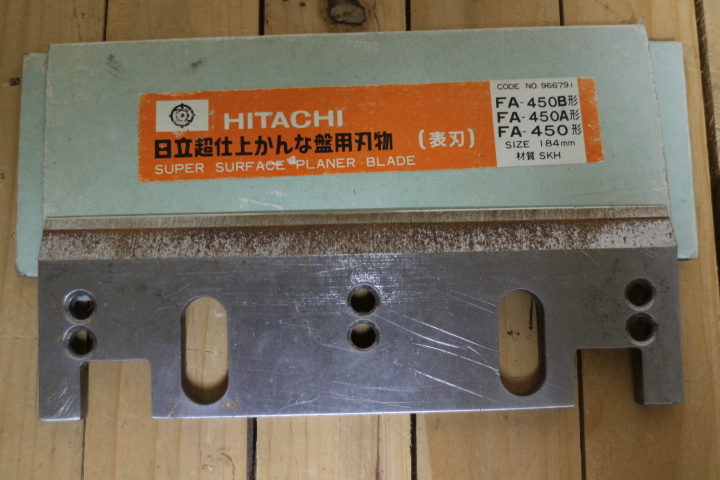 HITACHI
日立超仕上かんな盤用刃物 〔表刃〕
SUPER SURFACE PLANER BLADE
CODE NO. 966791
FA-450B形
FA-450A形
FA-450形
SIZE 184mm
材質 SKH